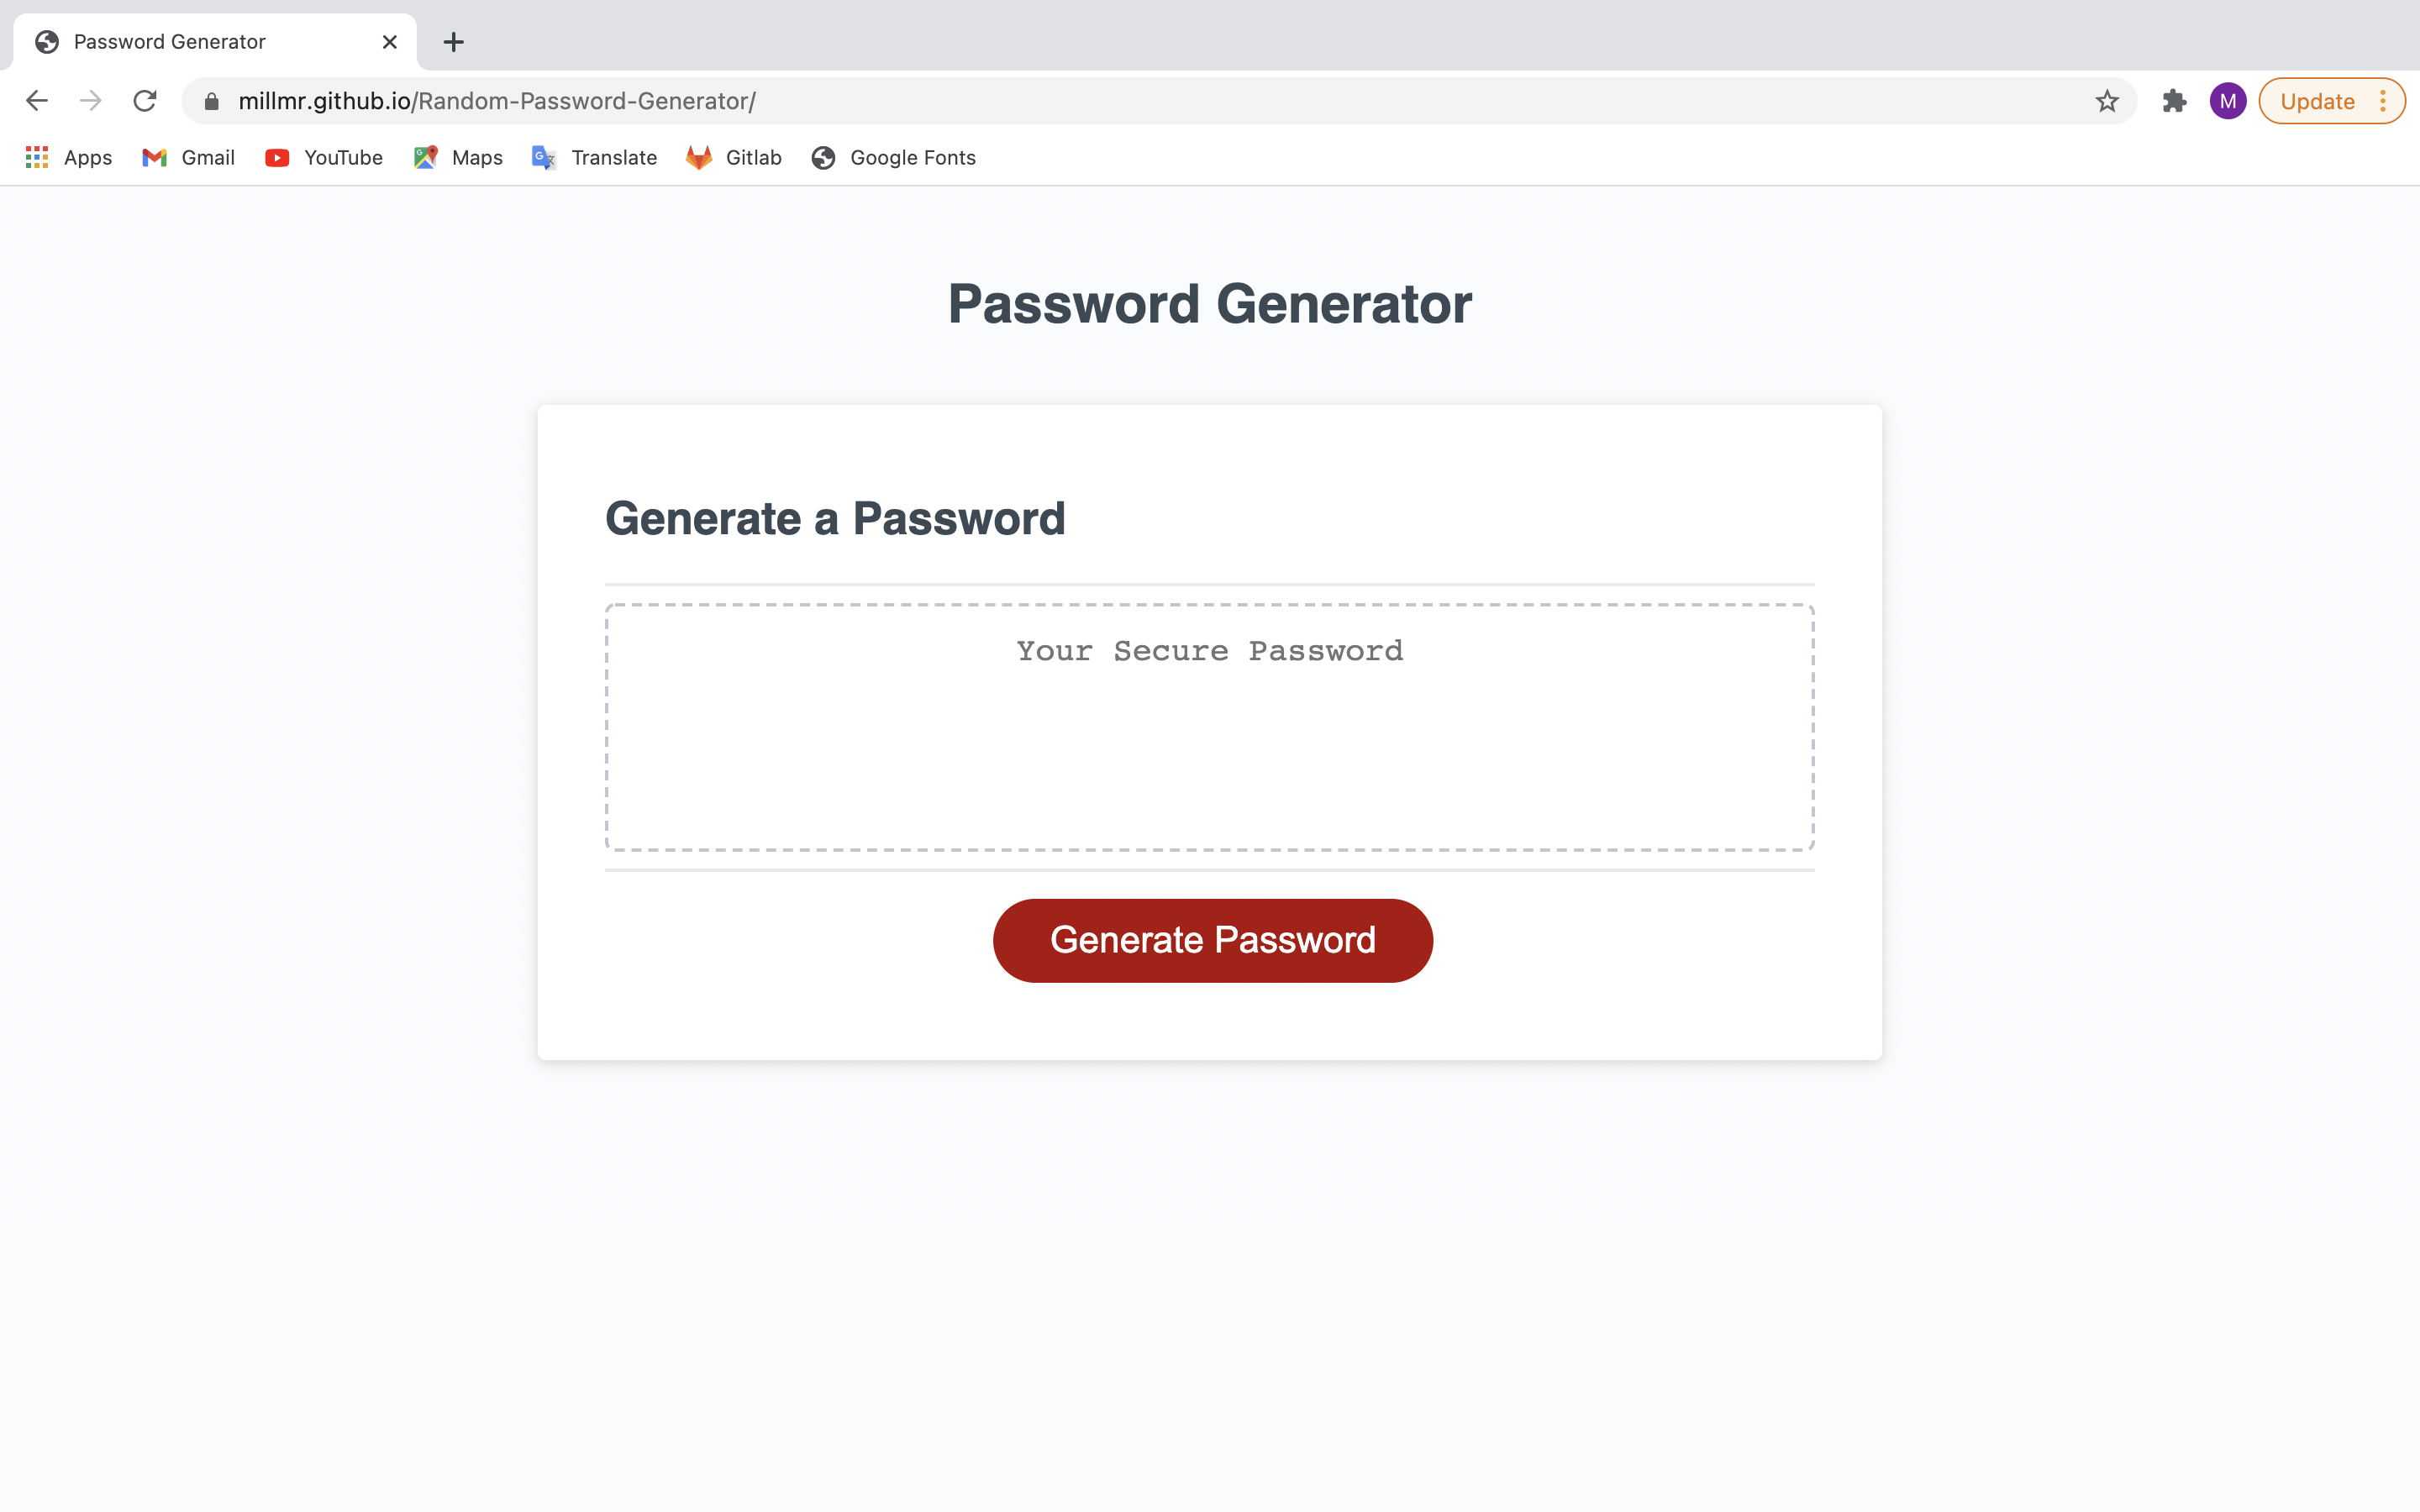 Password Generator
millmr.github.io/Random-Password-Generator/
M
Update
Apps
Gmail
YouTube
Maps
Translate
Gitlab
Google Fonts
Password Generator
Generate a Password
Your Secure Password
Generate Password